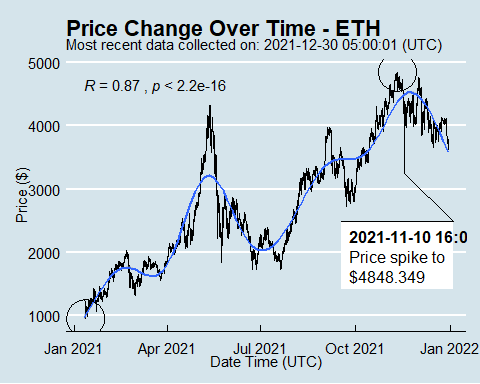 Price Change Over Time - ETH
Most recent data collected on: 2021-12-30 05:00:01 (UTC)
R = 0.87 , p < 2.2e-16
5000
4000
3000
2000
1000
Price ($)
2021-11-10 16:0
Price spike to
$4848.349
Jan 2021
Apr 2021
Jul 2021
Oct 2021
Jan 2022
Date Time (UTC)